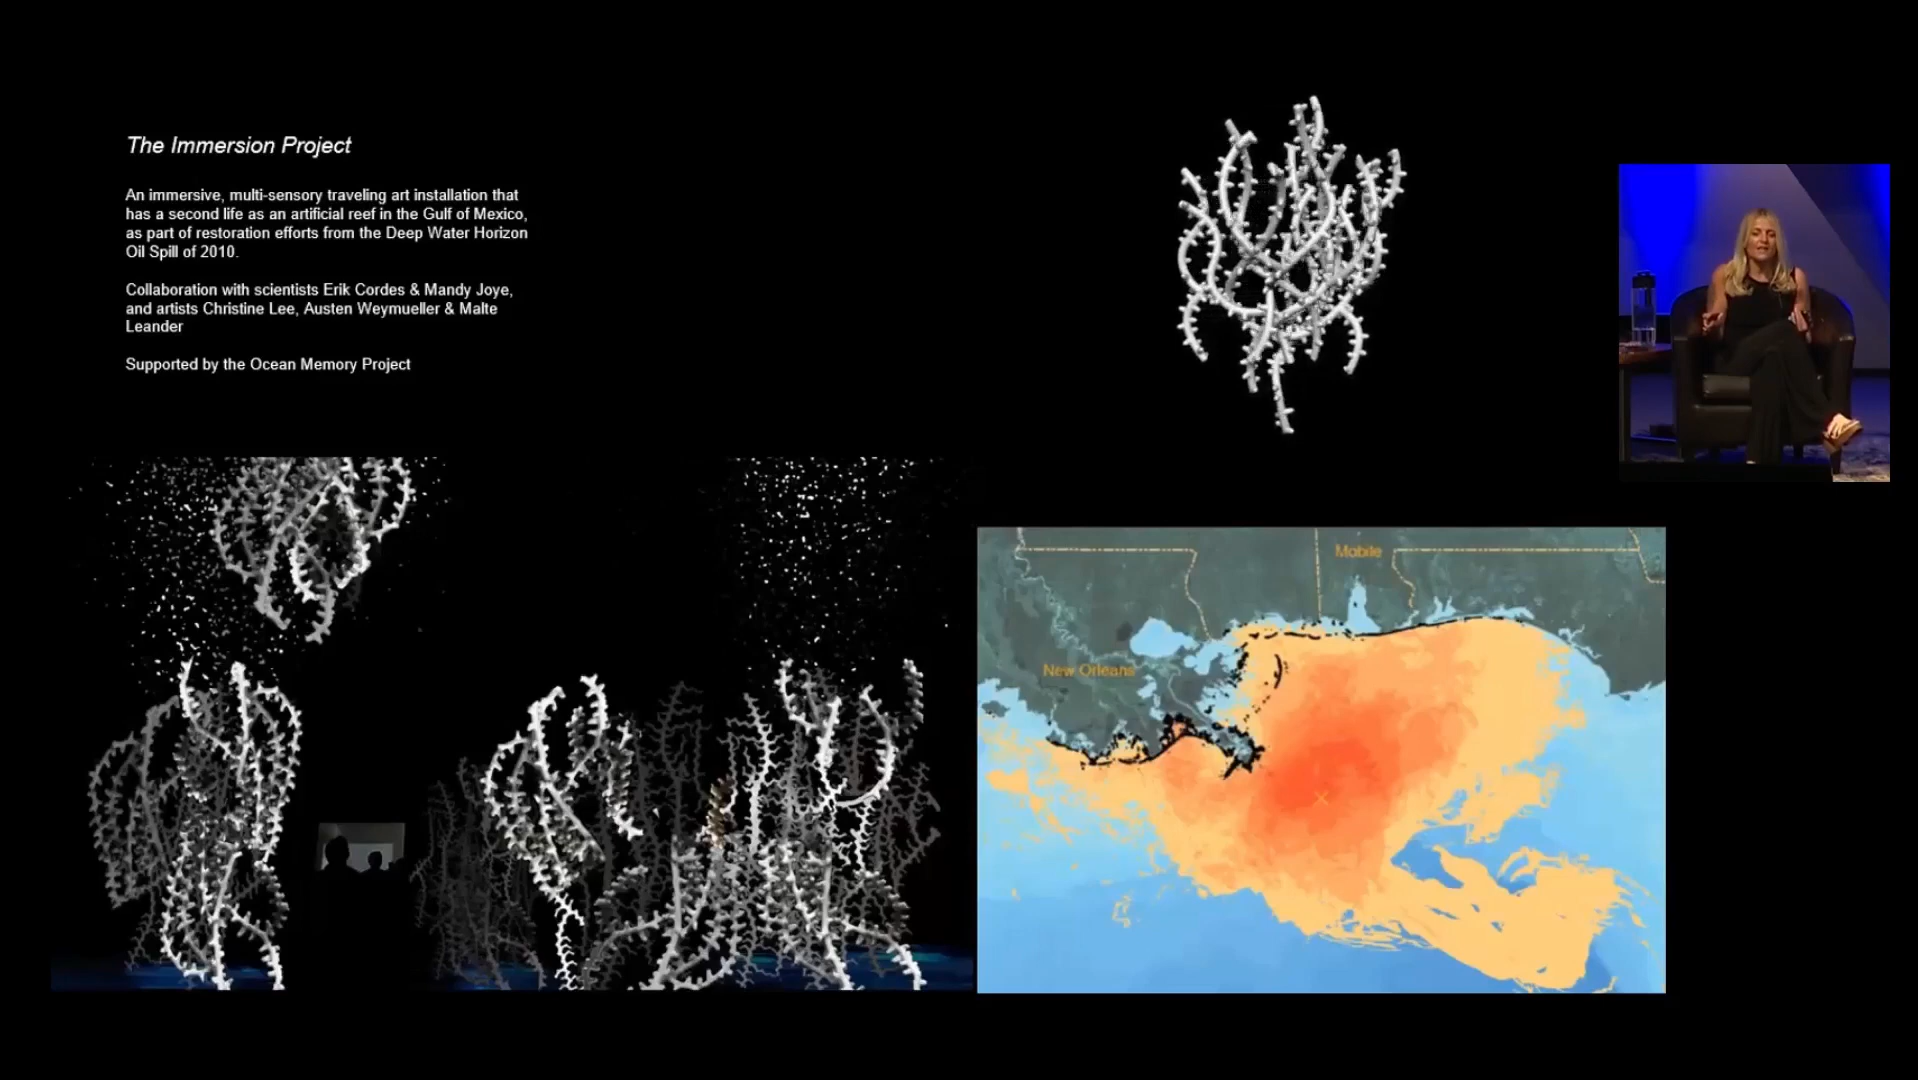 The Immersion Project
An immersive, multi-sensory traveling art installation that
has a second life as an artificial reef in the Gulf of Mexico,
as part of restoration efforts from the Deep Water Horizon
Oil Spill of 2010.
Collaboration with scientists Erik Cordes & Mandy Joye,
and artists Christine Lee, Austen Weymueller & Malte
Leander
Supported by the Ocean Memory Project
Mobile
New Orleans